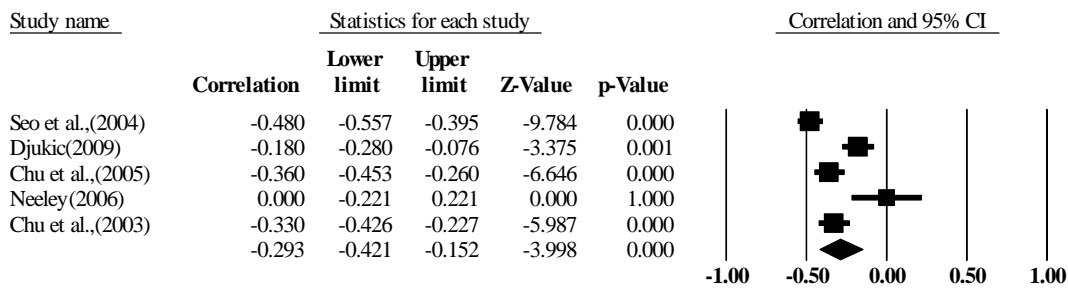 Study name Statistics for each study Correlation and 95% CI
Lower Upper
Correlation limit limit Z-Value p-Value
Seo et al.,(2004) -0.480 -0.557 -0.395 -9.784 0.000
Djukic(2009) -0.180 -0.280 -0.076 -3.375 0.001
Chu et al.,(2005) -0.360 -0.453 -0.260 -6.646 0.000
Neeley(2006) 0.000 -0.221 0.221 0.000 1.000
Chu et al.,(2003) -0.330 -0.426 -0.227 -5.987 0.000
-0.293 -0.421 -0.152 -3.998 0.000
-1.00 -0.50 0.00 0.50 1.00